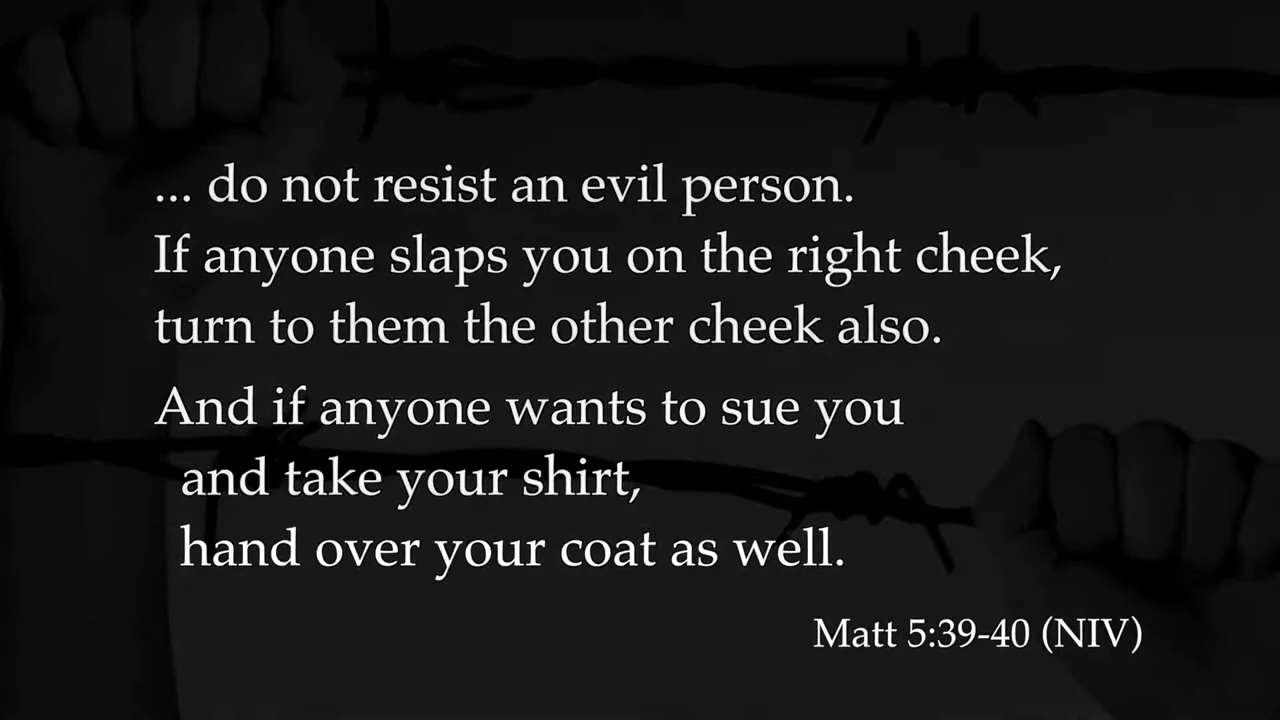 ... do not resist an evil person.
If anyone slaps you on the right cheek,
turn to them the other cheek also.
And if anyone wants to sue you
and take your shirt,
hand over your coat as well.
Matt 5:39-40 (NIV)